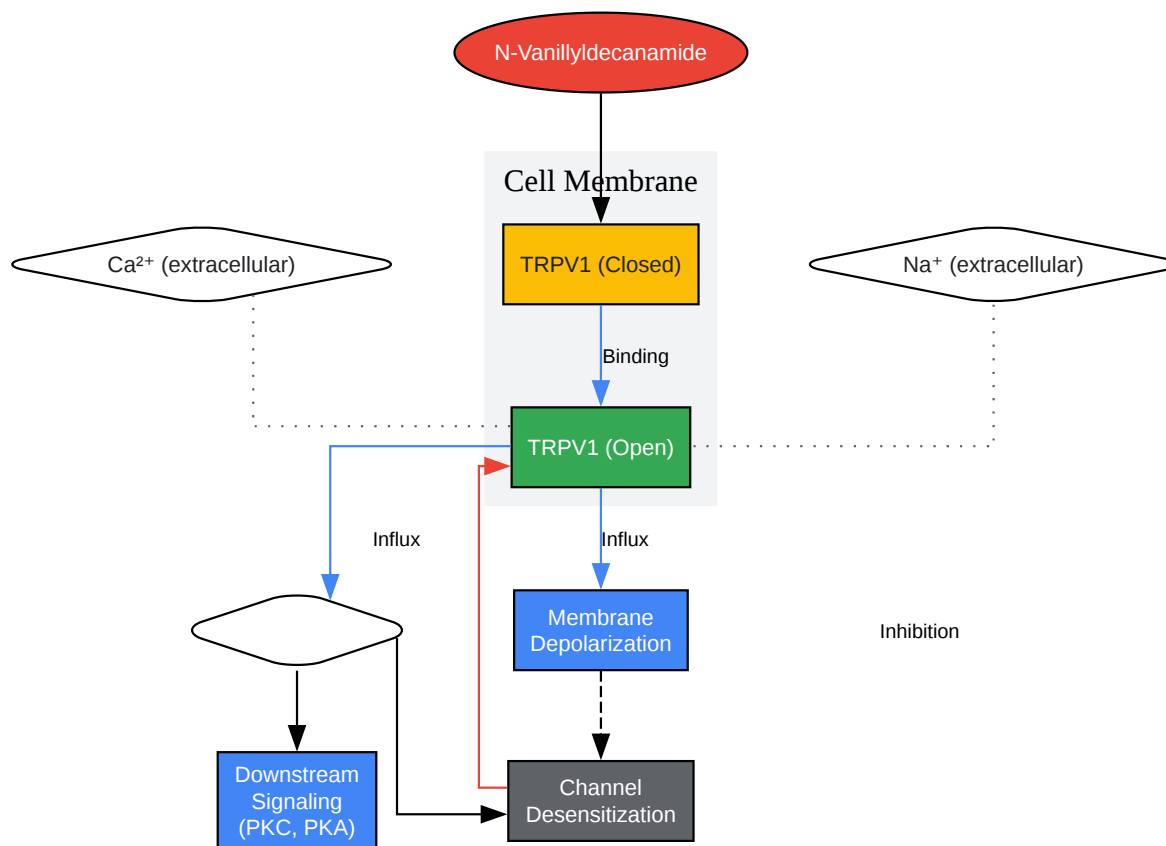 N-Vanillyldecanamide
Cell Membrane
Ca²⁺ (extracellular)
TRPV1 (Closed)
Na⁺ (extracellular)
Binding
TRPV1 (Open)
Influx
Influx
Membrane
Depolarization
Inhibition
Downstream
Signaling
(PKC, PKA)
Channel
Desensitization